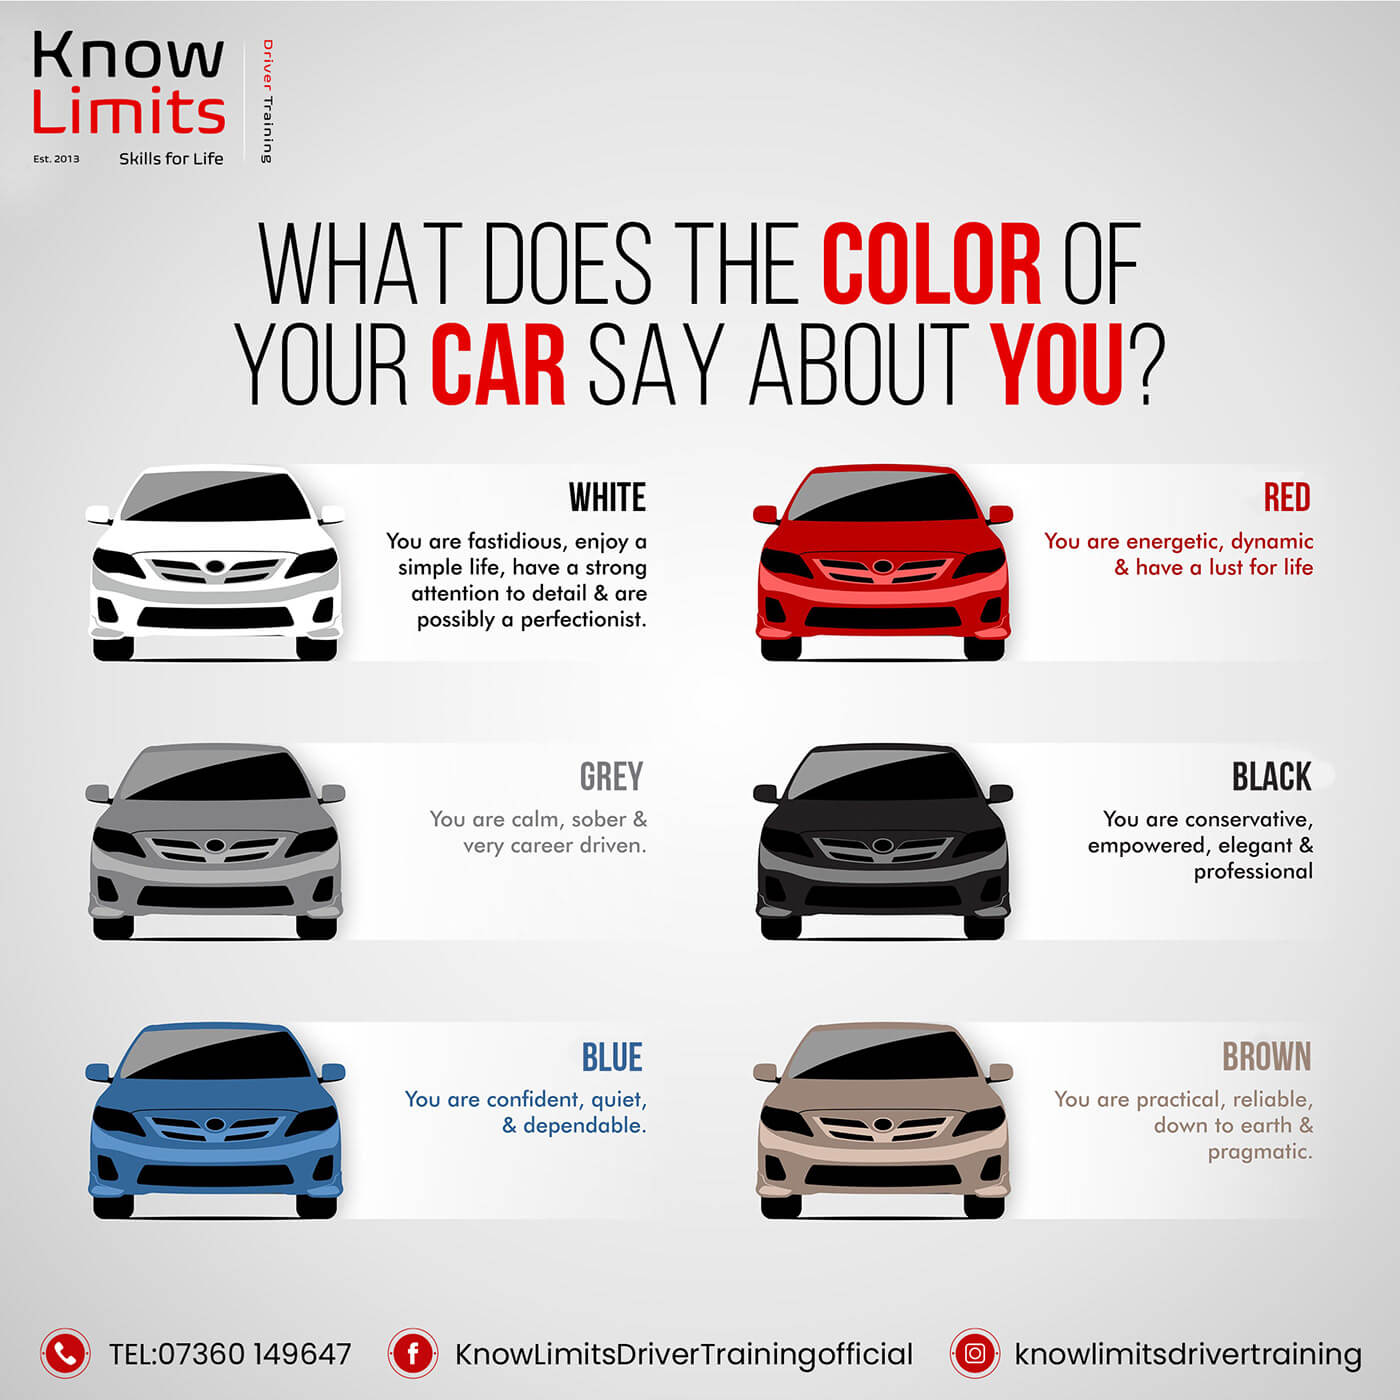 Know
Limits
Driver Training
Est. 2013 Skills for Life
WHAT DOES THE COLOR OF
YOUR CAR SAY ABOUT YOU?
WHITE
You are fastidious, enjoy a
simple life, have a strong
attention to detail & are
possibly a perfectionist.
RED
You are energetic, dynamic
& have a lust for life
GREY
You are calm, sober &
very career driven.
BLACK
You are conservative,
empowered, elegant &
professional
BLUE
You are confident, quiet,
& dependable.
BROWN
You are practical, reliable,
down to earth &
pragmatic.
TEL:07360 149647
KnowLimitsDriverTrainingofficial
knowlimitsdrivertraining